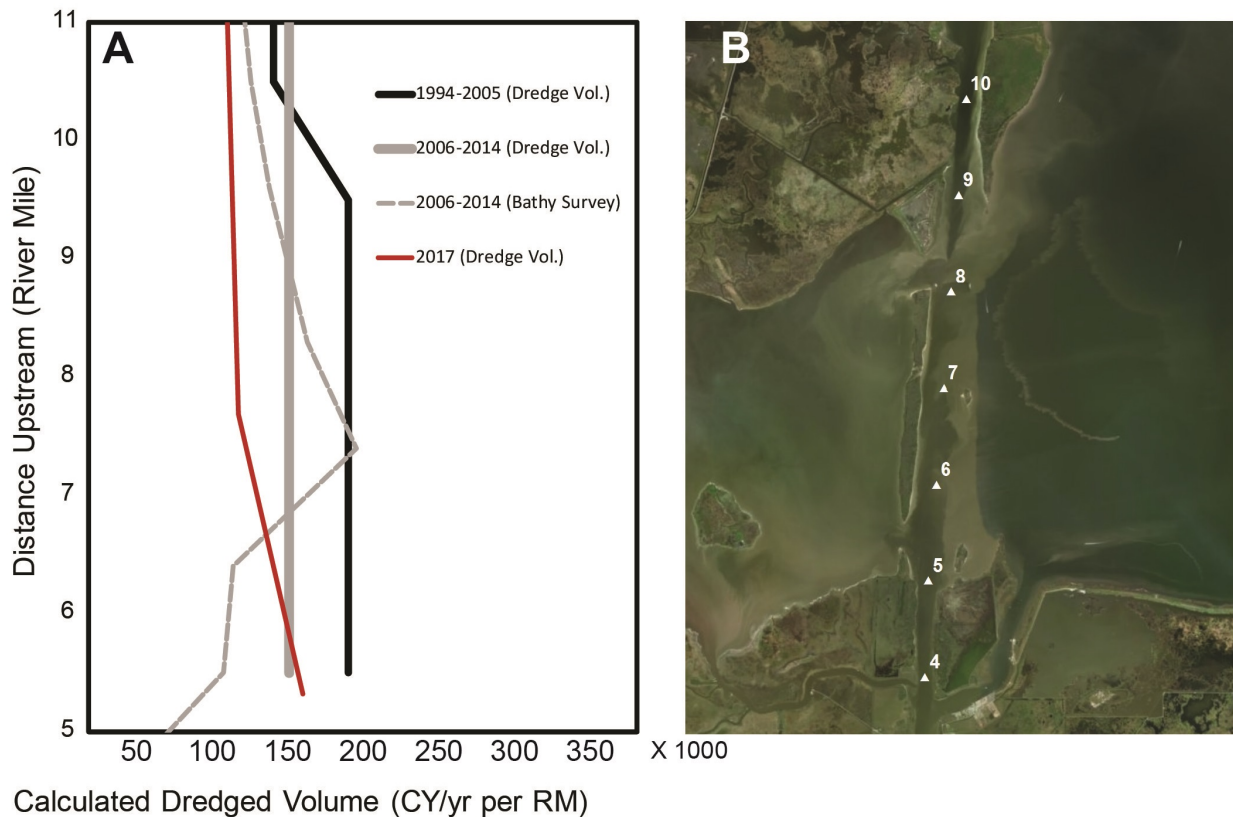 A
11
10
9
8
7
6
5
Distance Upstream (River Mile)
1994-2005 (Dredge Vol.)
2006-2014 (Dredge Vol.)
2006-2014 (Bathy Survey)
2017 (Dredge Vol.)
50 100 150 200 250 300 350 X 1000
Calculated Dredged Volume (CY/yr per RM)
B
10
9
8
7
6
5
4